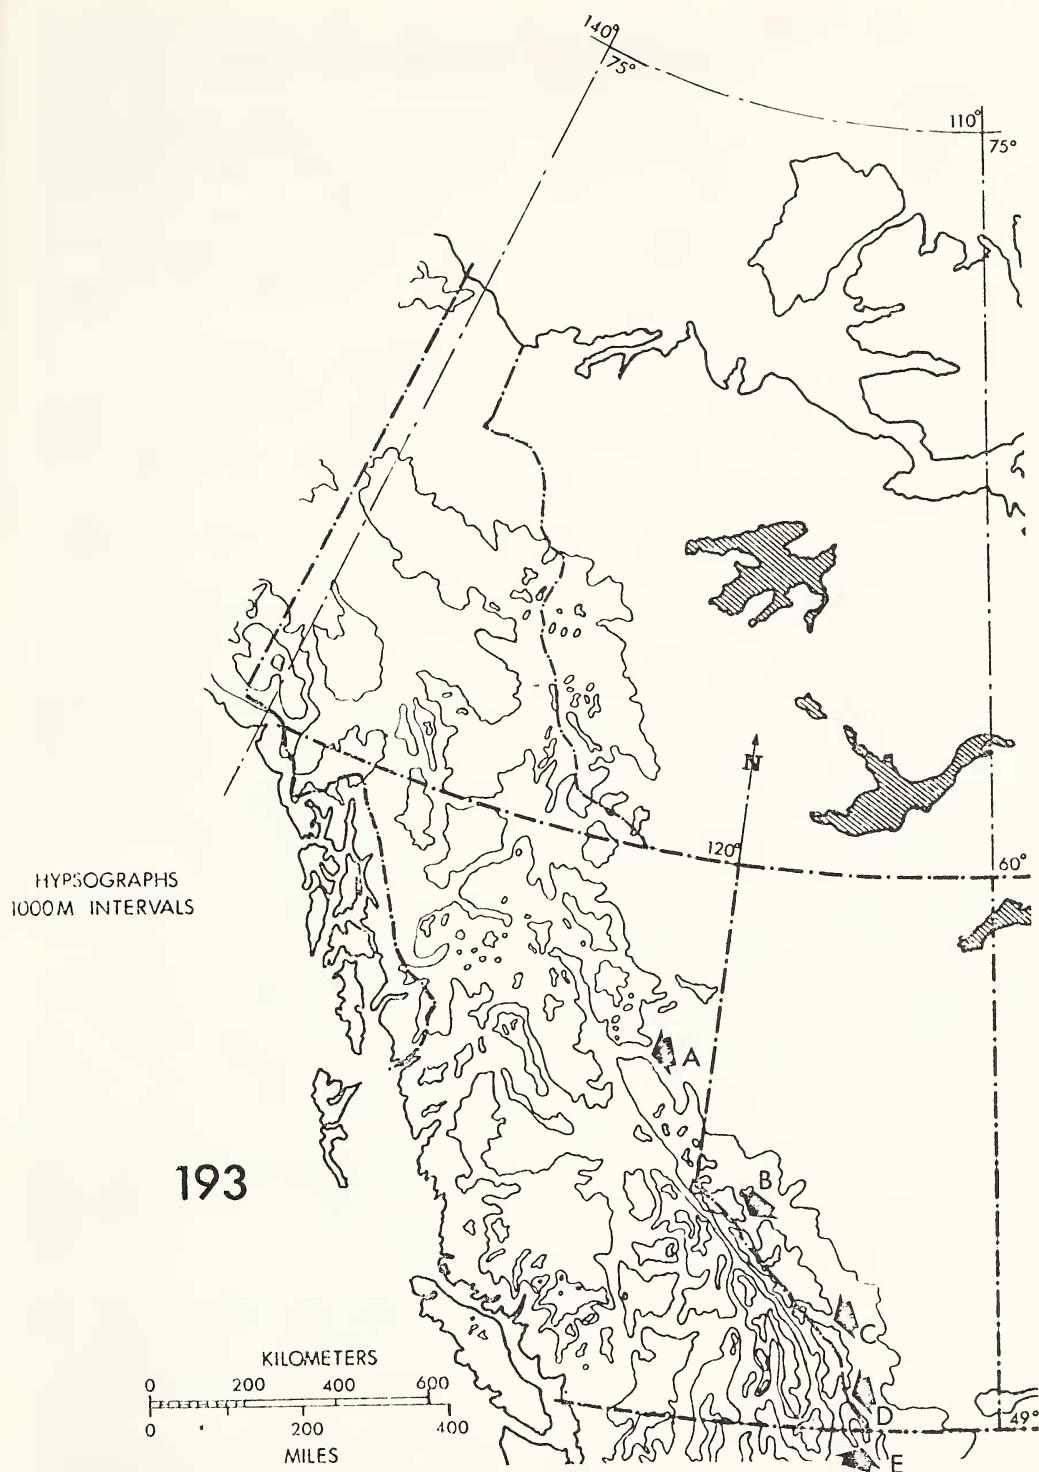 140°
75°
110°
75°
N
120°
60°
HYPSOGRAPHS
1000M INTERVALS
A
193
B
C
KILOMETERS
0 200 400 600
0 200 400
MILES
D
49°
E